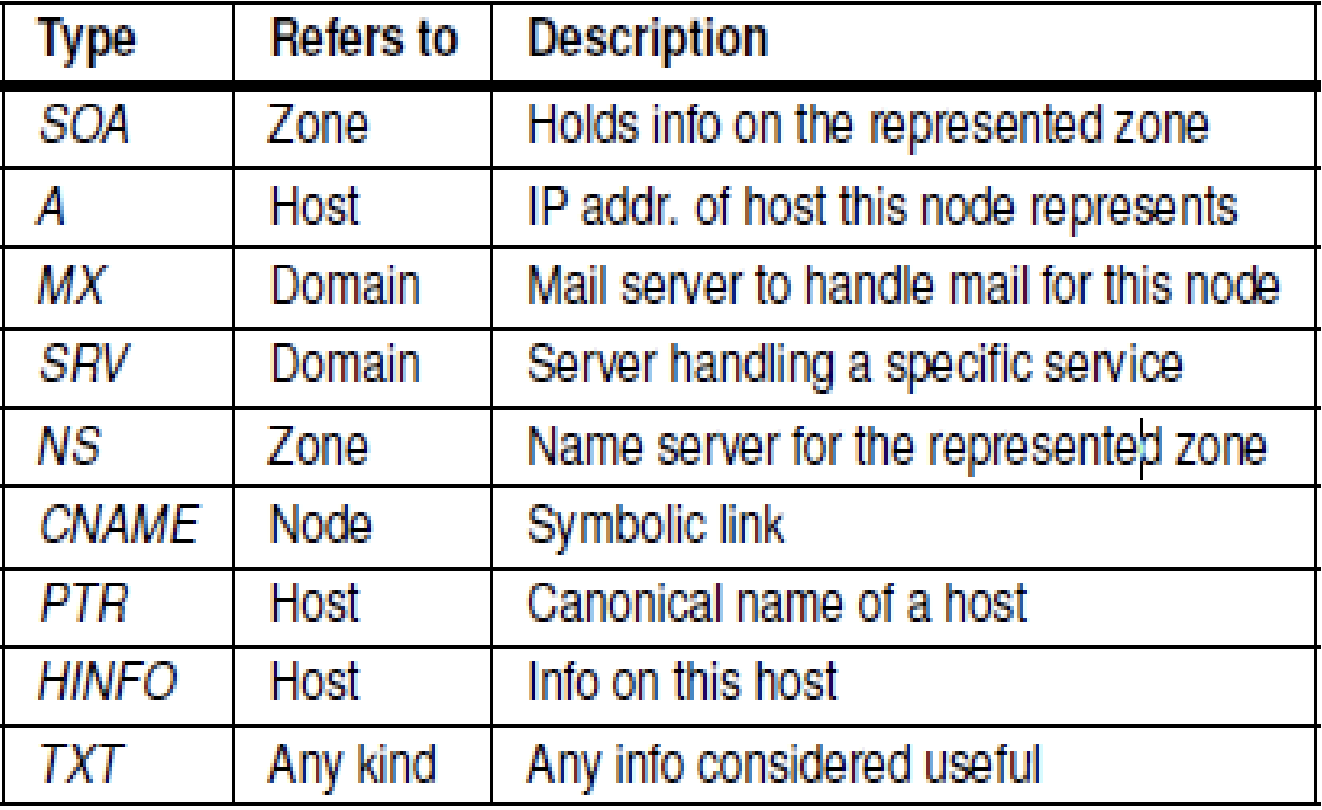 Type Refers to Description
SOA Zone Holds info on the represented zone
A Host IP addr. of host this node represents
MX Domain Mail server to handle mail for this node
SRV Domain Server handling a specific service
NS Zone Name server for the represented zone
CNAME Node Symbolic link
PTR Host Canonical name of a host
HINFO Host Info on this host
TXT Any kind Any info considered useful